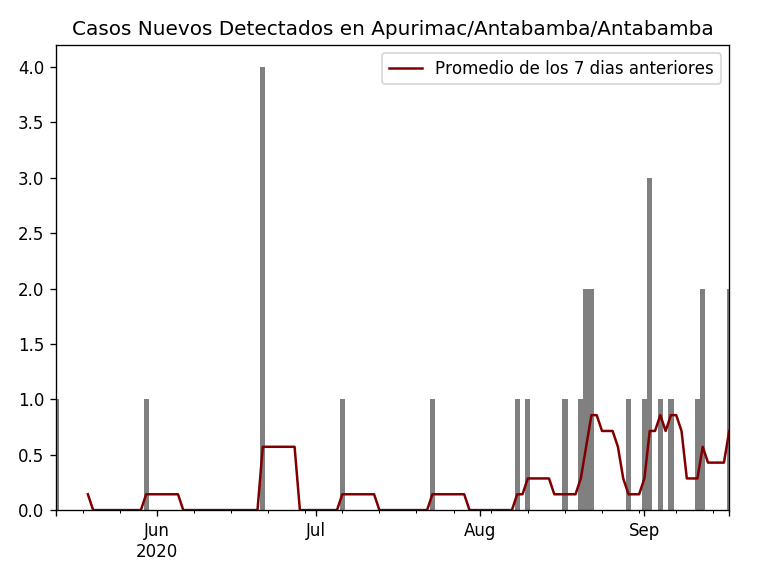 Casos Nuevos Detectados en Apurimac/Antabamba/Antabamba
Promedio de los 7 dias anteriores
4.0
3.5
3.0
2.5
2.0
1.5
1.0
0.5
0.0
Jun
2020
Jul
Aug
Sep